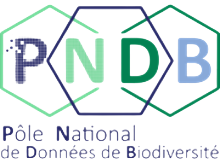 PNDB
Pôle National
de Données de Biodiversité